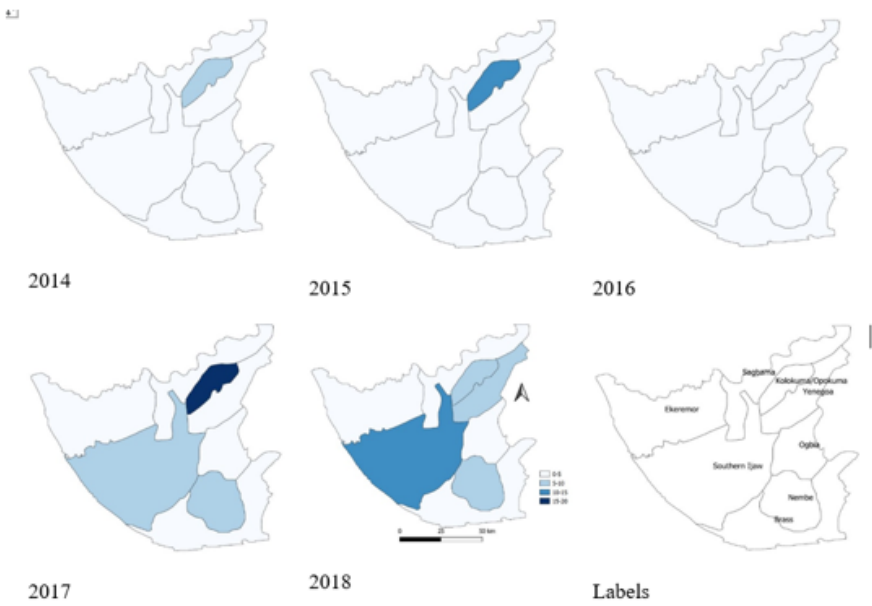 2014
2015
2016
Sagbama
Kolokuma/Opokuma
Yenegoa
Ekeremor
Ogbia
Southern Ijaw
Nembe
Brass
0-5
5-10
10-15
15-20
0 25 50 km
2017
2018
Labels